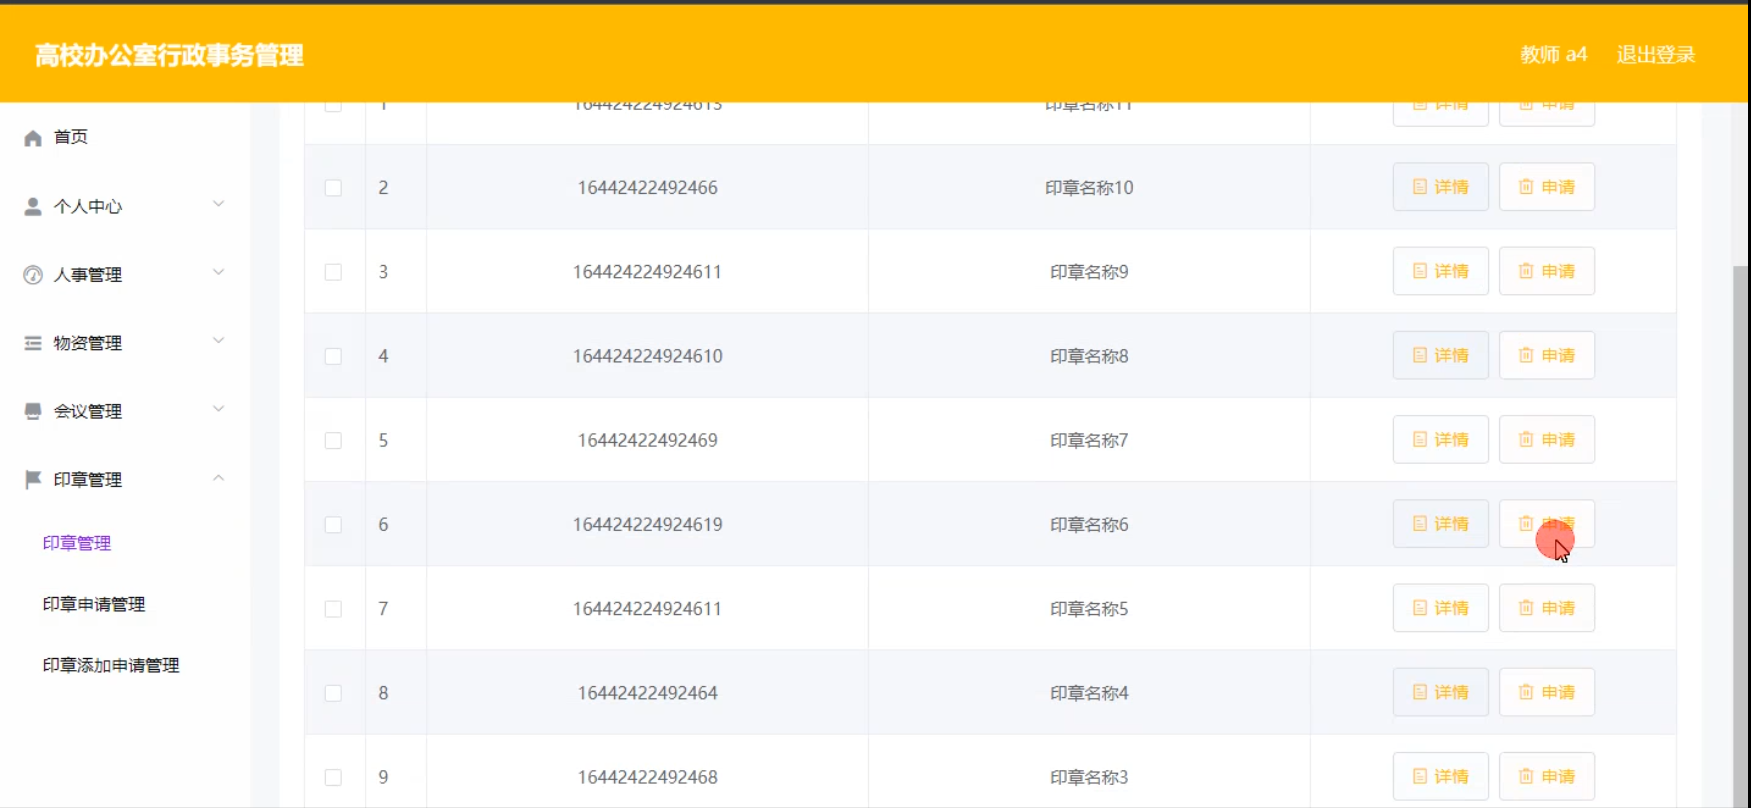 高校办公室行政事务管理
教师 a4 退出登录
首页
个人中心
人事管理
物资管理
会议管理
印章管理
印章管理
印章申请管理
印章添加申请管理
1 164424224924613 印章名称11 详情 申请
2 16442422492466 印章名称10 详情 申请
3 164424224924611 印章名称9 详情 申请
4 164424224924610 印章名称8 详情 申请
5 16442422492469 印章名称7 详情 申请
6 164424224924619 印章名称6 详情 申请
7 164424224924611 印章名称5 详情 申请
8 16442422492464 印章名称4 详情 申请
9 16442422492468 印章名称3 详情 申请